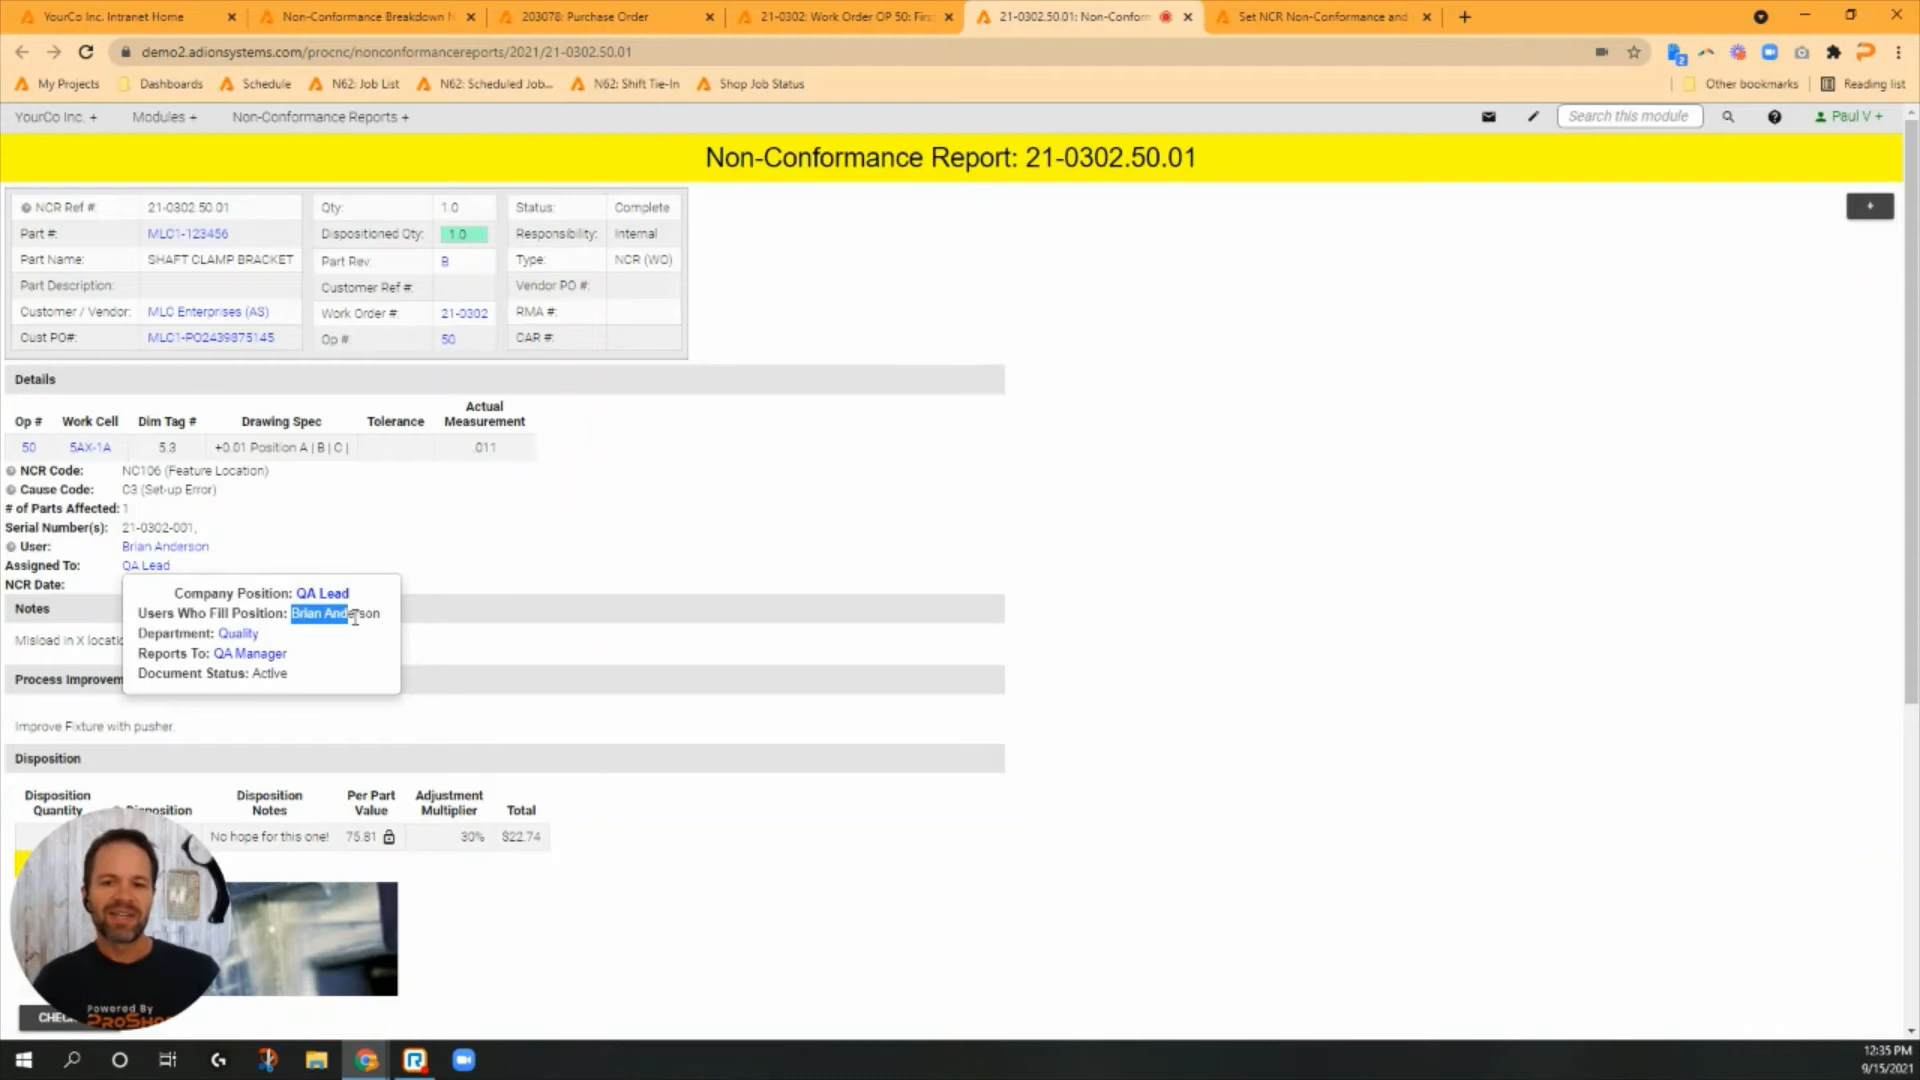 YourCo Inc. Intranet Home
Non-Conformance Breakdown
203078: Purchase Order
21-0302: Work Order OP 50: Firs
21-0302.50.01: Non-Conform
Set NCR Non-Conformance and
demo2.adionsystems.com/procnc/nonconformancereports/2021/21-0302.50.01
My Projects
Dashboards
Schedule
N62: Job List
N62: Scheduled Job...
N62: Shift Tie-In
Shop Job Status
Other bookmarks
Reading list
YourCo Inc. +
Modules +
Non-Conformance Reports +
Search this module
Paul V +
Non-Conformance Report: 21-0302.50.01
+
NCR Ref #: 21-0302.50.01 Qty: 1.0 Status: Complete
Part #: MLC1-123456 Dispositioned Qty: 1.0 Responsibility: Internal
Part Name: SHAFT CLAMP BRACKET Part Rev: B Type: NCR (WO)
Part Description: Customer Ref #: Vendor PO #:
Customer / Vendor: MLC Enterprises (AS) Work Order #: 21-0302 RMA #:
Cust PO#: MLC1-PO2439875145 Op #: 50 CAR #:
Details
Op # Work Cell Dim Tag # Drawing Spec Tolerance Actual Measurement
50 5AX-1A 5.3 +0.01 Position A | B | C | .011
NCR Code: NC106 (Feature Location)
Cause Code: C3 (Set-up Error)
# of Parts Affected: 1
Serial Number(s): 21-0302-001,
User: Brian Anderson
Assigned To: QA Lead
NCR Date:
Company Position: QA Lead
Users Who Fill Position: Brian Anderson
Department: Quality
Reports To: QA Manager
Document Status: Active
Notes
Misload in X locatio
Process Improvem
Improve Fixture with pusher.
Disposition
Disposition Quantity Disposition Disposition Notes Per Part Value Adjustment Multiplier Total
No hope for this one! 75.81 30% $22.74
Powered By
PROSHO
CHEC
12:35 PM
9/15/2021